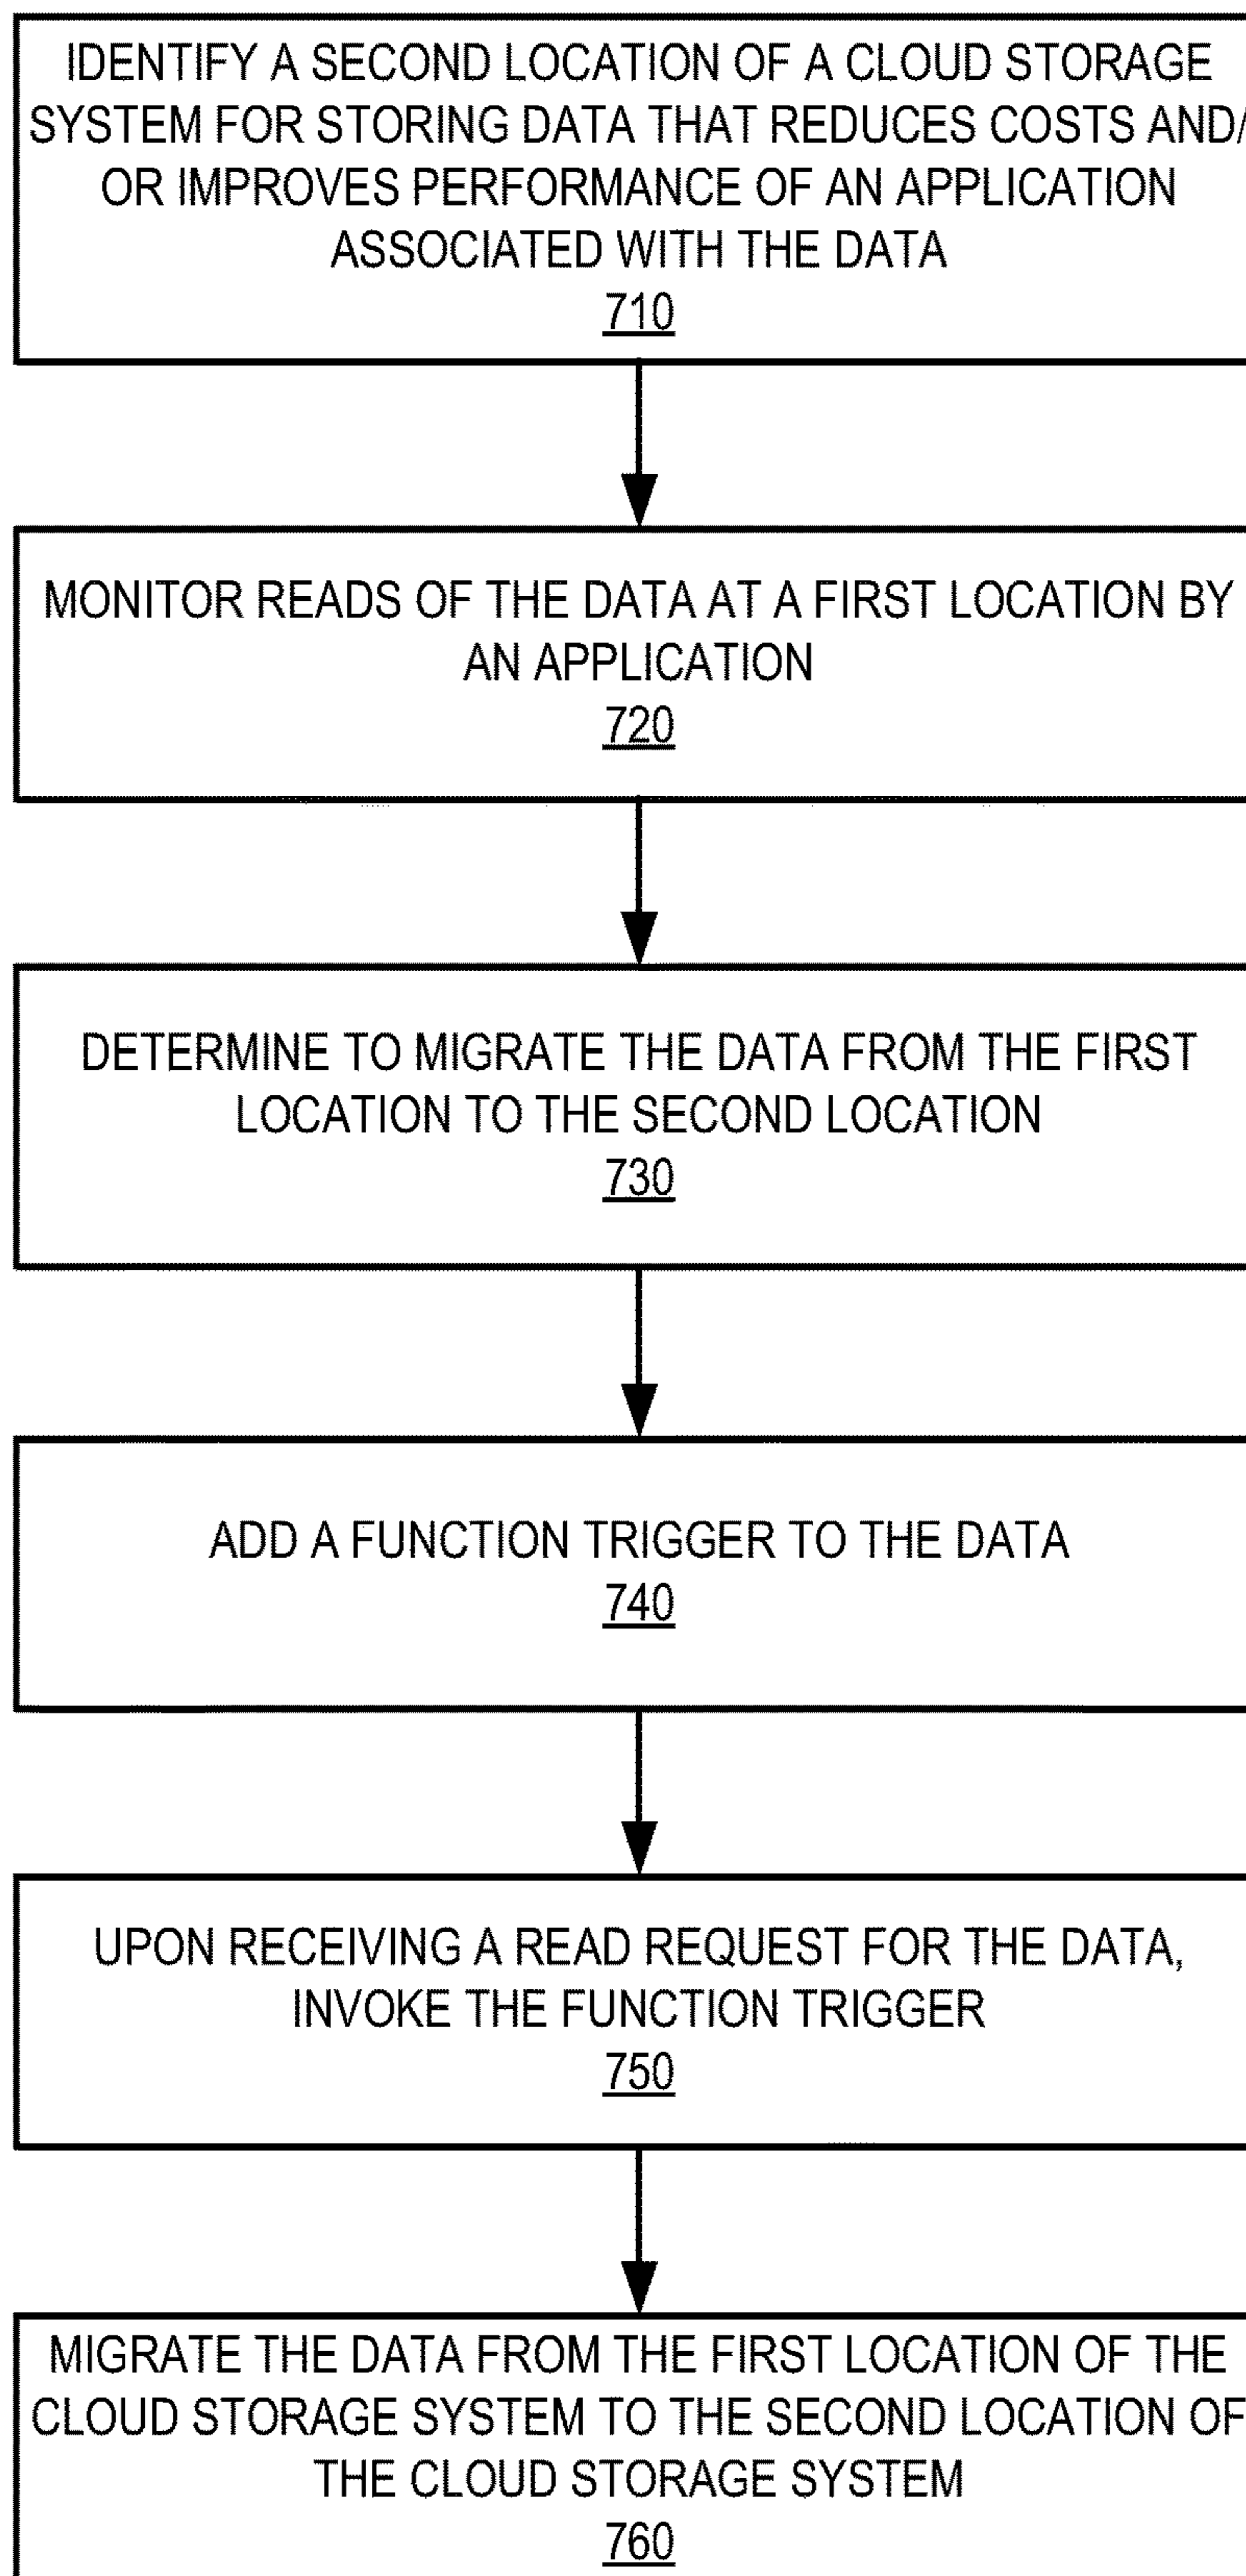 IDENTIFY A SECOND LOCATION OF A CLOUD STORAGE
SYSTEM FOR STORING DATA THAT REDUCES COSTS AND/
OR IMPROVES PERFORMANCE OF AN APPLICATION
ASSOCIATED WITH THE DATA
710
MONITOR READS OF THE DATA AT A FIRST LOCATION BY
AN APPLICATION
720
DETERMINE TO MIGRATE THE DATA FROM THE FIRST
LOCATION TO THE SECOND LOCATION
730
ADD A FUNCTION TRIGGER TO THE DATA
740
UPON RECEIVING A READ REQUEST FOR THE DATA,
INVOKE THE FUNCTION TRIGGER
750
MIGRATE THE DATA FROM THE FIRST LOCATION OF THE
CLOUD STORAGE SYSTEM TO THE SECOND LOCATION OF
THE CLOUD STORAGE SYSTEM
760